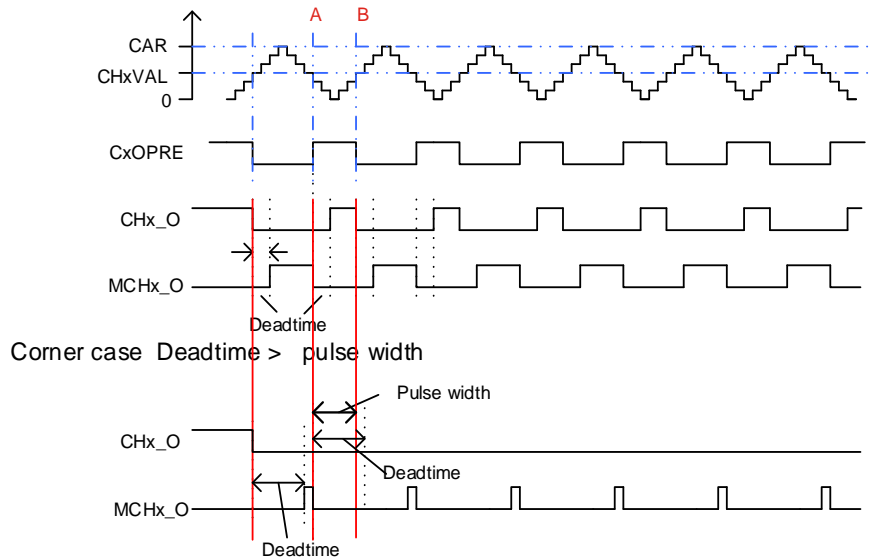 A B
CAR
CHxVAL
0
CxOPRE
CHx_O
MCHx_O
Deadtime
Corner case Deadtime > pulse width
Pulse width
CHx_O
Deadtime
MCHx_O
Deadtime